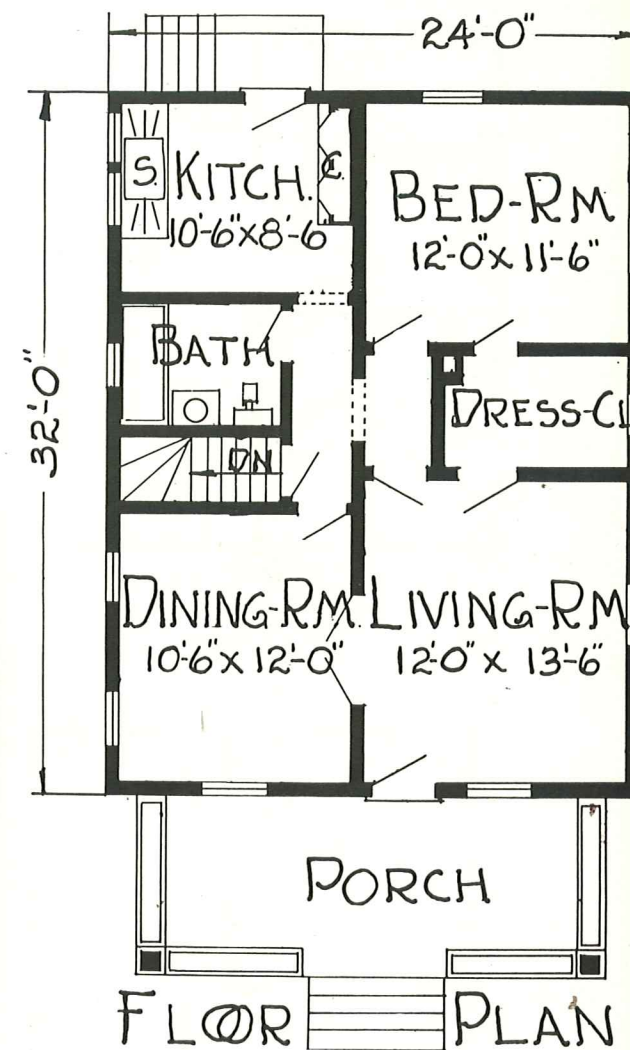 24'-0"
32'-0"
S.
KITCH.
10'-6"x8'-6
C.
BED-RM
12'-0"x 11'-6"
BATH
DRESS-CL
DN
DINING-RM
10'-6"x 12'-0"
LIVING-RM
12'-0" x 13'-6
PORCH
FLOOR PLAN